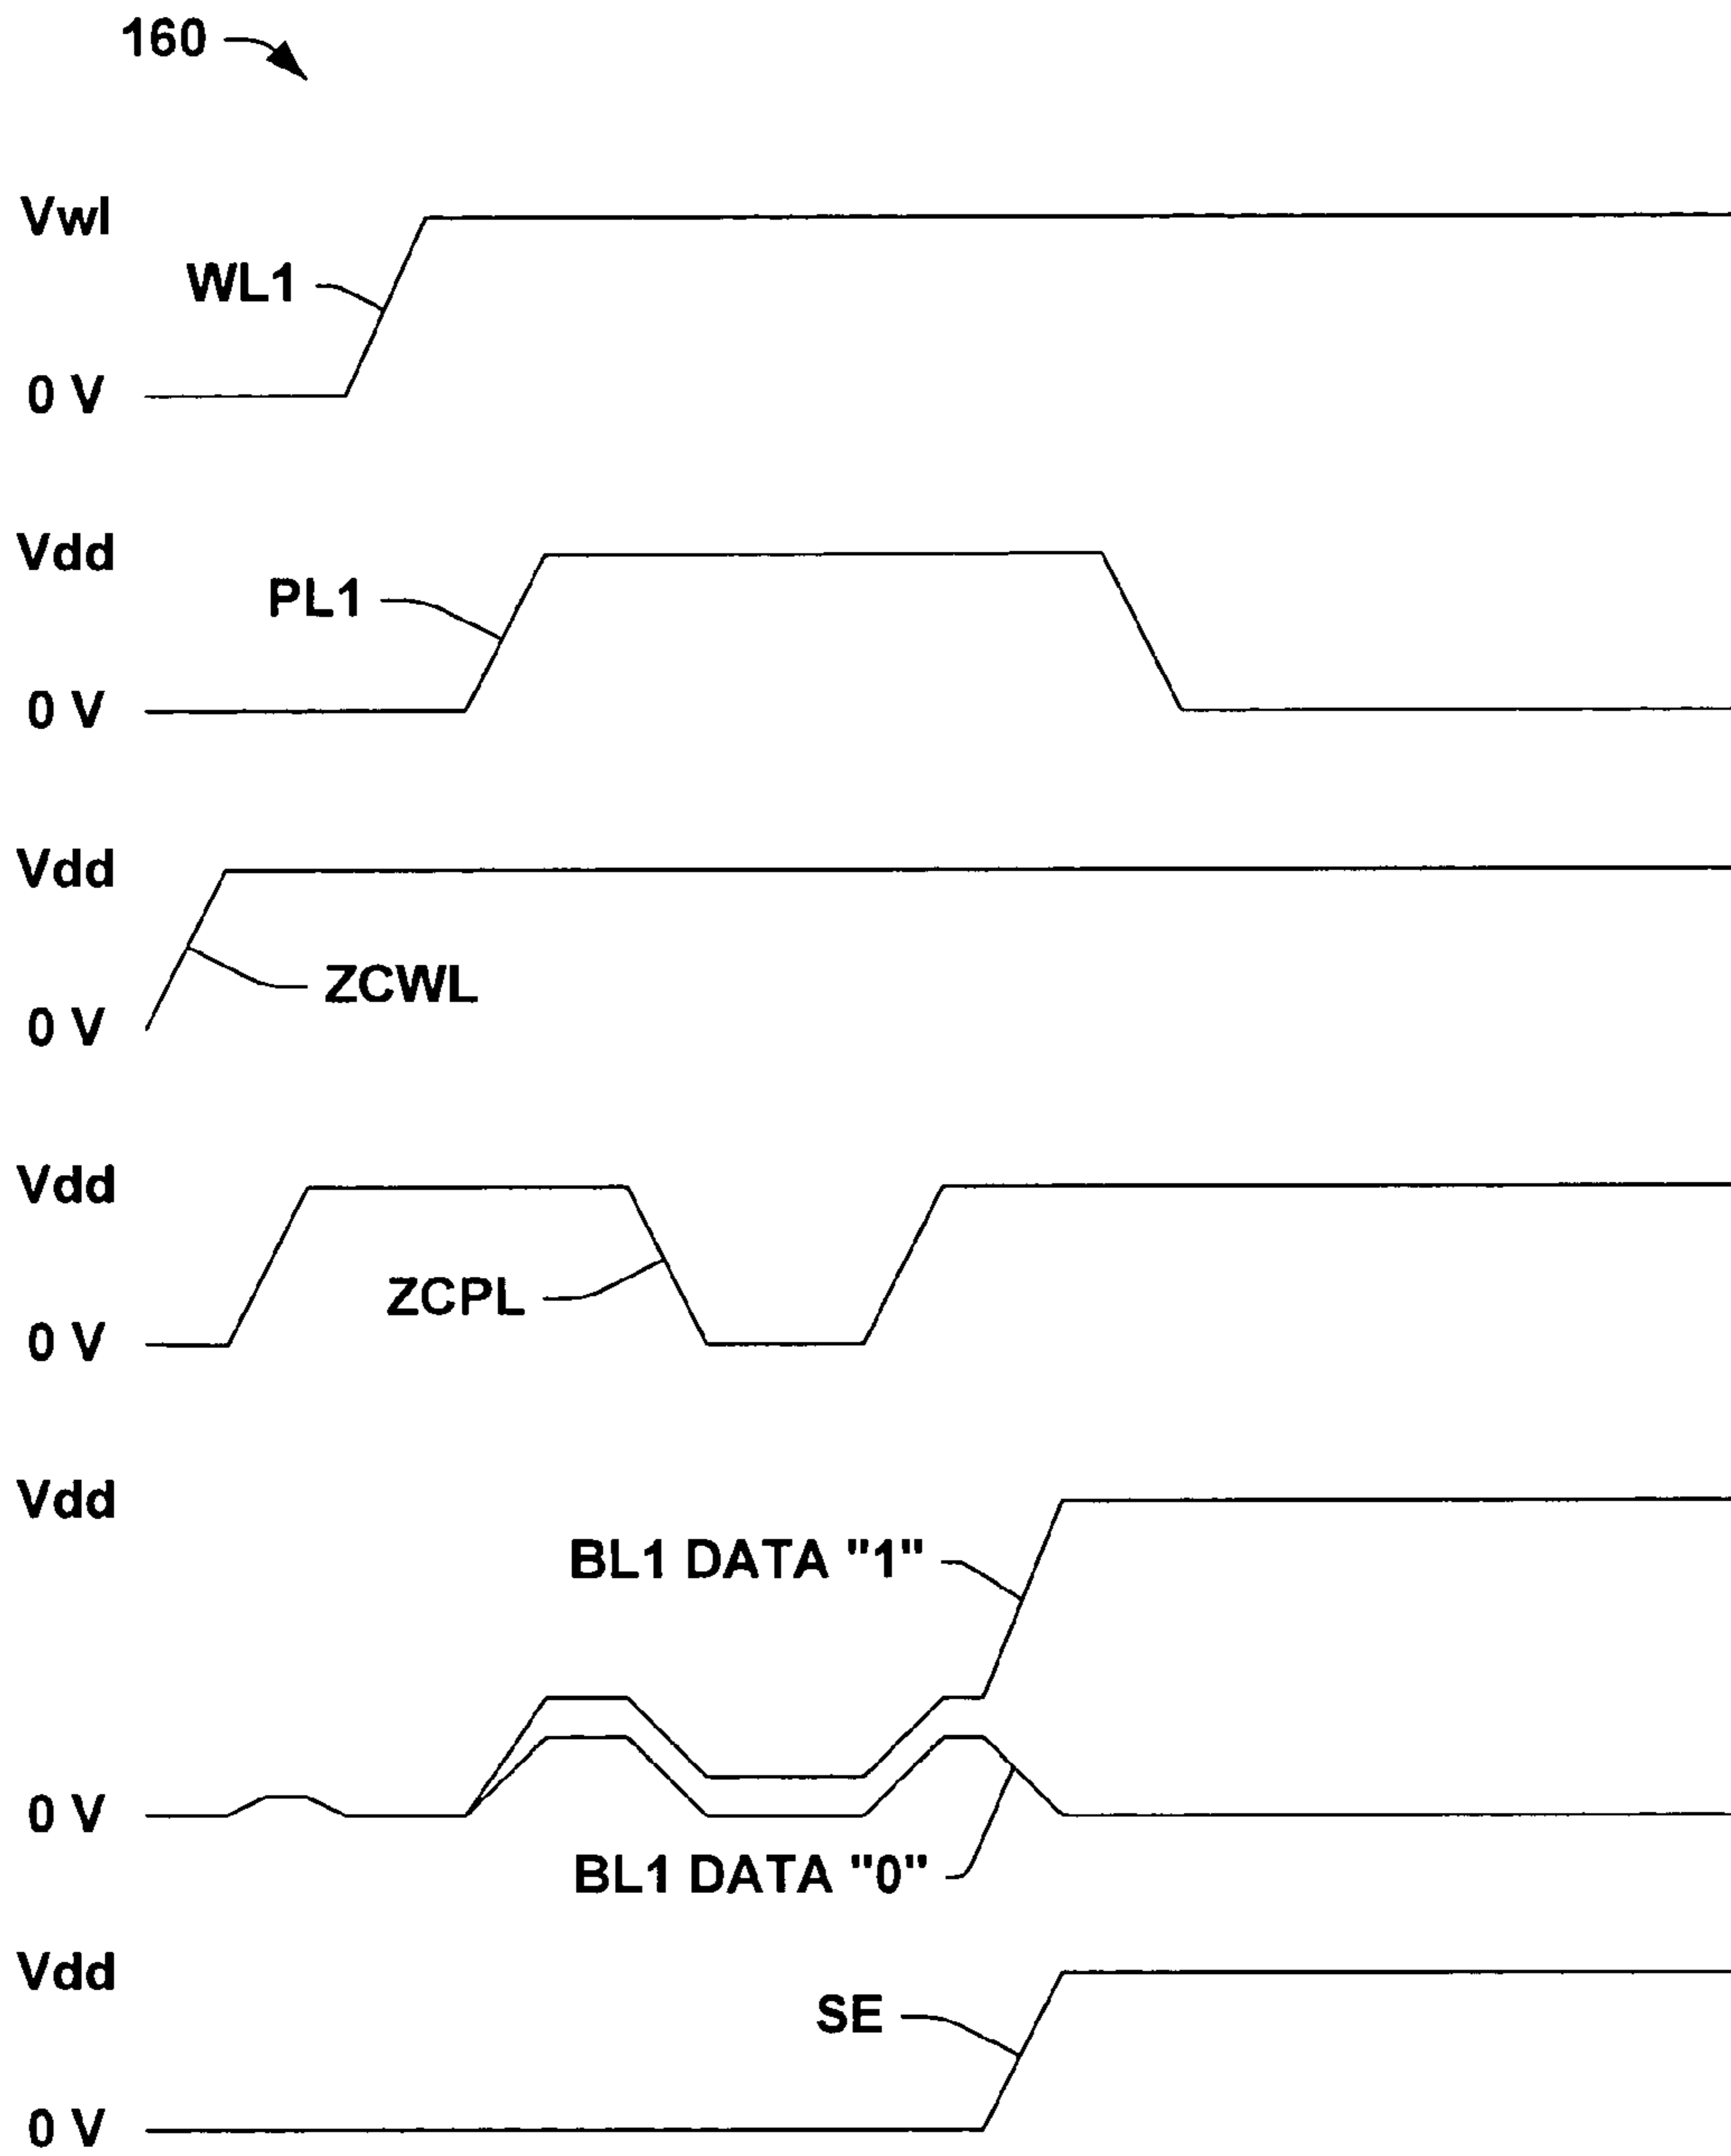 160
Vwl
WL1
0 V
Vdd
PL1
0 V
Vdd
ZCWL
0 V
Vdd
ZCPL
0 V
Vdd
BL1 DATA "1"
0 V
BL1 DATA "0"
Vdd
SE
0 V